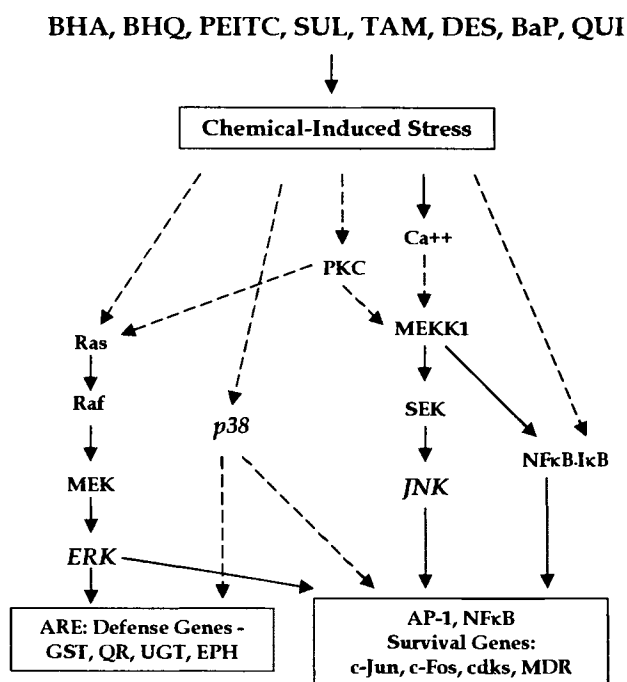 BHA, BHQ, PEITC, SUL, TAM, DES, BaP, QUI
Chemical-Induced Stress
Ca++
PKC
MEKK1
Ras
Raf
SEK
p38
NFκB.IκB
MEK
JNK
ERK
ARE: Defense Genes -
GST, QR, UGT, EPH
AP-1, NFκB
Survival Genes:
c-Jun, c-Fos, cdks, MDR